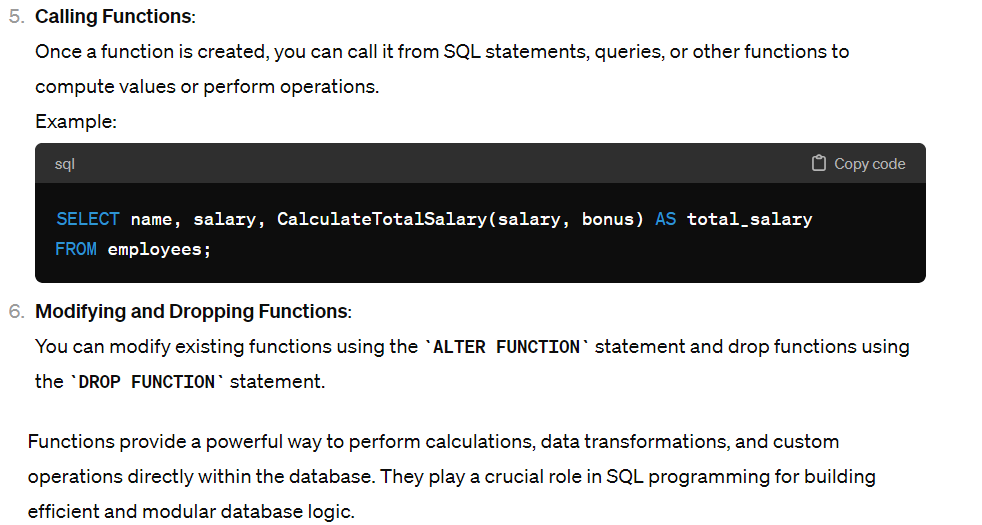 5. Calling Functions:
Once a function is created, you can call it from SQL statements, queries, or other functions to
compute values or perform operations.
Example:
sql Copy code
SELECT name, salary, CalculateTotalSalary(salary, bonus) AS total_salary
FROM employees;
6. Modifying and Dropping Functions:
You can modify existing functions using the `ALTER FUNCTION` statement and drop functions using
the `DROP FUNCTION` statement.
Functions provide a powerful way to perform calculations, data transformations, and custom
operations directly within the database. They play a crucial role in SQL programming for building
efficient and modular database logic.